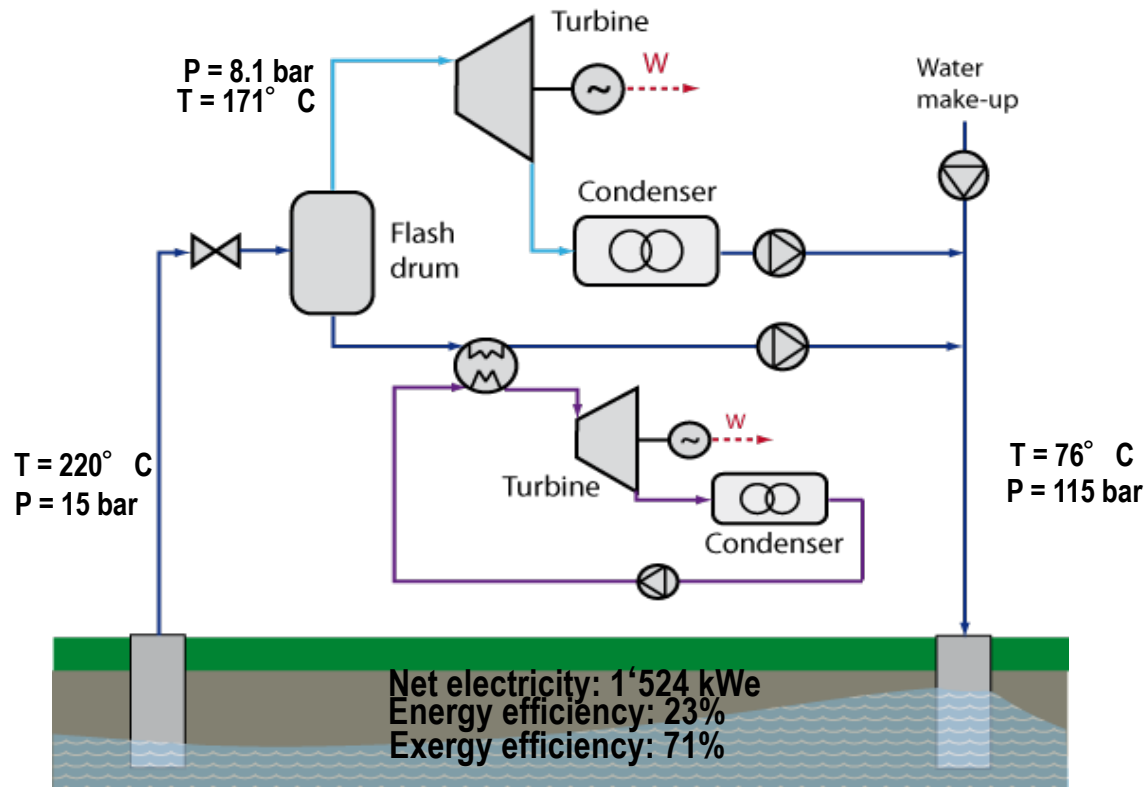 Turbine
P = 8.1 bar
T = 171° C
W
Water
make-up
~
Condenser
Flash
drum
W
~
T = 220° C
P = 15 bar
Turbine
T = 76° C
P = 115 bar
Condenser
Net electricity: 1‘524 kWe
Energy efficiency: 23%
Exergy efficiency: 71%